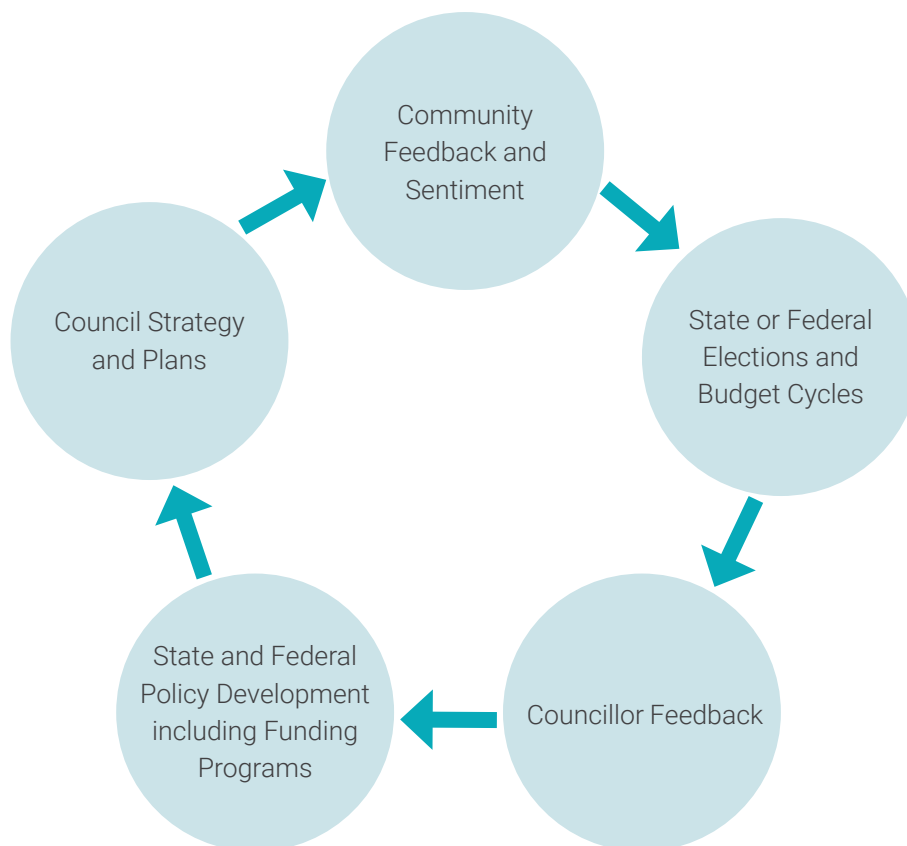 Community
Feedback and
Sentiment
State or Federal
Elections and
Budget Cycles
Councillor Feedback
State and Federal
Policy Development
including Funding
Programs
Council Strategy
and Plans